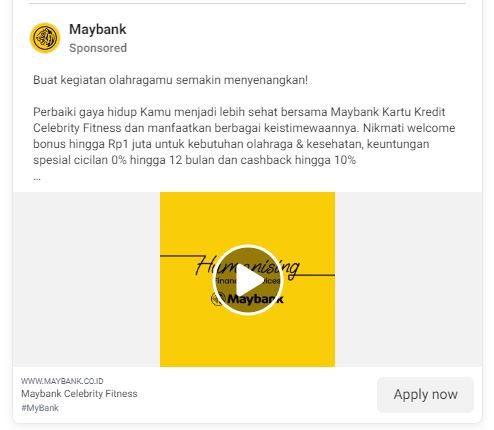 Maybank
Sponsored
Buat kegiatan olahragamu semakin menyenangkan!
Perbaiki gaya hidup Kamu menjadi lebih sehat bersama Maybank Kartu Kredit
Celebrity Fitness dan manfaatkan berbagai keistimewaannya. Nikmati welcome
bonus hingga Rp1 juta untuk kebutuhan olahraga & kesehatan, keuntungan
spesial cicilan 0% hingga 12 bulan dan cashback hingga 10%
...
Humanising
Financial Services
Maybank
WWW.MAYBANK.CO.ID
Maybank Celebrity Fitness
#MyBank
Apply now